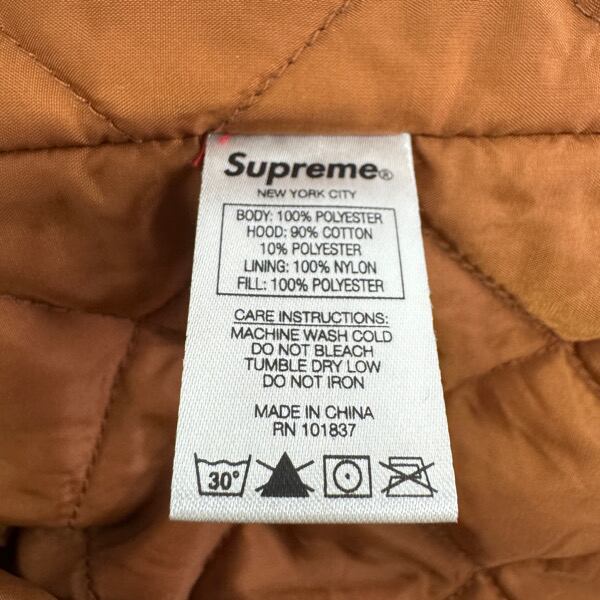 Supreme®
NEW YORK CITY
BODY: 100% POLYESTER
HOOD: 90% COTTON
10% POLYESTER
LINING: 100% NYLON
FILL: 100% POLYESTER
CARE INSTRUCTIONS:
MACHINE WASH COLD
DO NOT BLEACH
TUMBLE DRY LOW
DO NOT IRON
MADE IN CHINA
RN 101837
30°